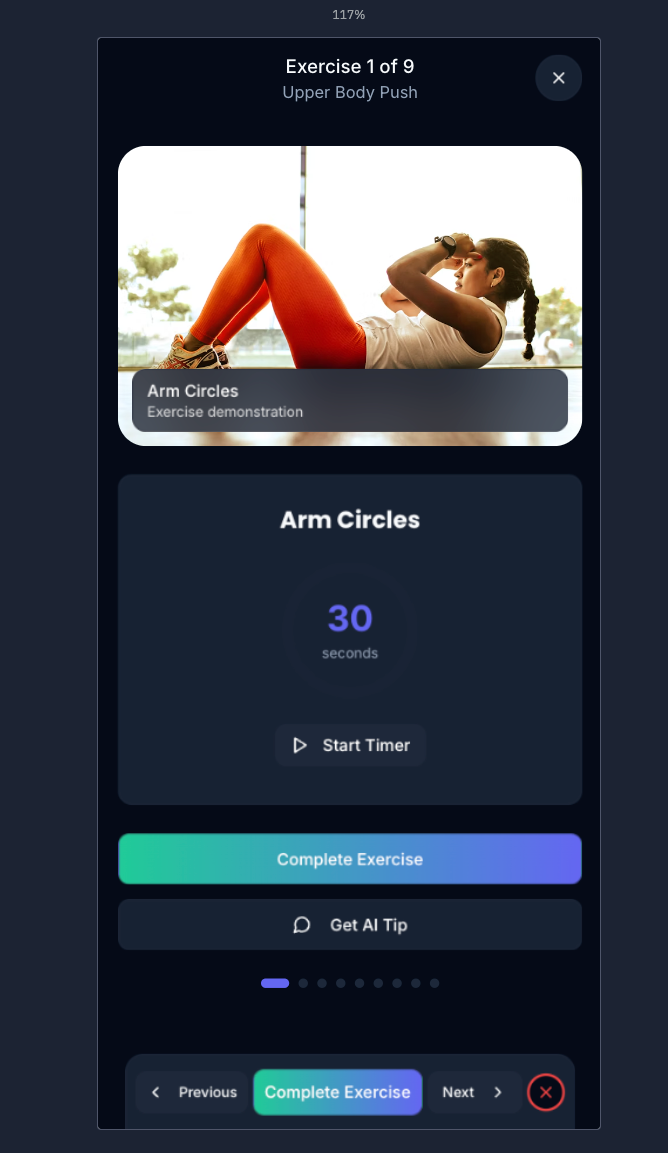 117%
Exercise 1 of 9
Upper Body Push
Arm Circles
Exercise demonstration
Arm Circles
30
seconds
Start Timer
Complete Exercise
Get AI Tip
Previous
Complete Exercise
Next